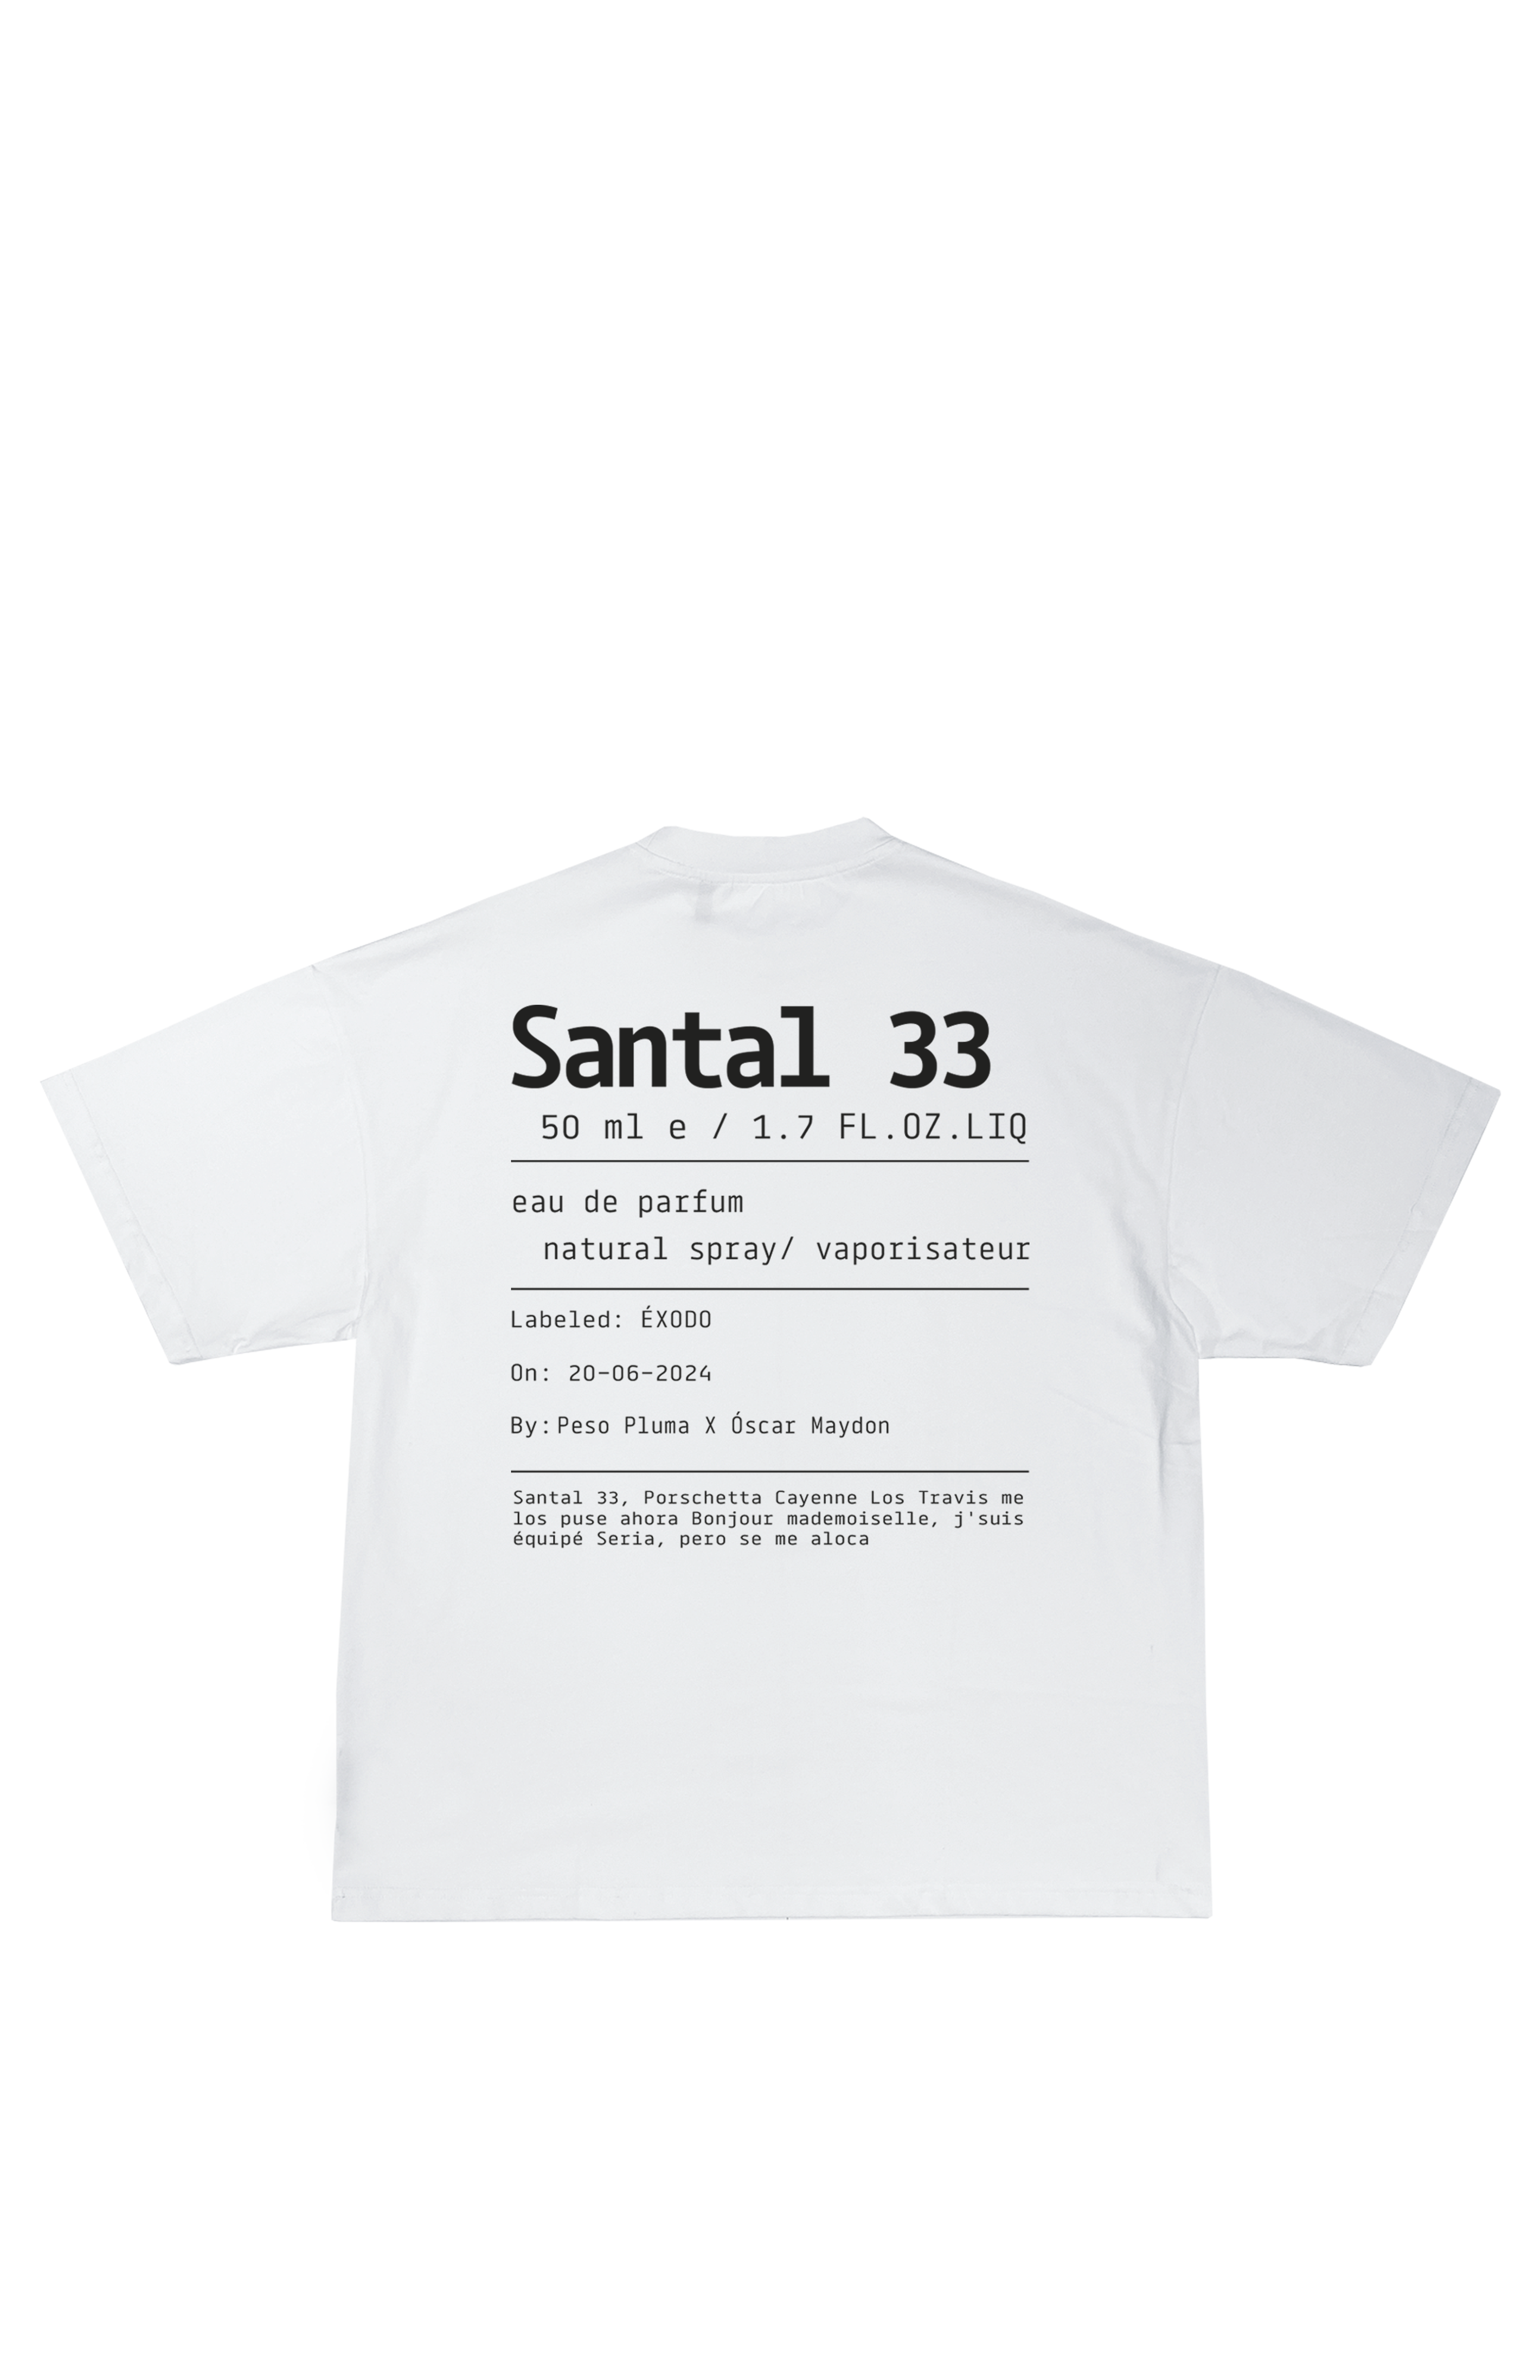 Santal 33
50 ml e / 1.7 FL.OZ.LIQ
eau de parfum
natural spray/ vaporisateur
Labeled: ÉXODO
On: 20-06-2024
By: Peso Pluma X Óscar Maydon
Santal 33, Porschetta Cayenne Los Travis me
los puse ahora Bonjour mademoiselle, j'suis
équipé Seria, pero se me aloca